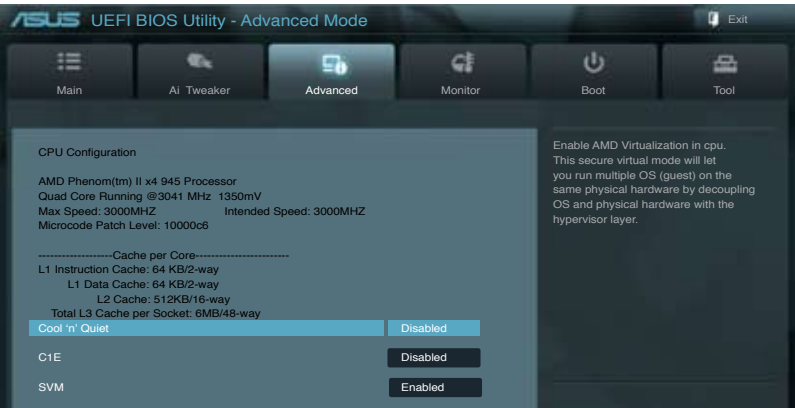 ASUS UEFI BIOS Utility - Advanced Mode
Exit
Main
Ai Tweaker
Advanced
Monitor
Boot
Tool
CPU Configuration
AMD Phenom(tm) II x4 945 Processor
Quad Core Running @3041 MHz 1350mV
Max Speed: 3000MHZ Intended Speed: 3000MHZ
Microcode Patch Level: 10000c6
-------------------Cache per Core------------------------
L1 Instruction Cache: 64 KB/2-way
L1 Data Cache: 64 KB/2-way
L2 Cache: 512KB/16-way
Total L3 Cache per Socket: 6MB/48-way
Cool 'n' Quiet Disabled
C1E Disabled
SVM Enabled
Enable AMD Virtualization in cpu.
This secure virtual mode will let
you run multiple OS (guest) on the
same physical hardware by decoupling
OS and physical hardware with the
hypervisor layer.